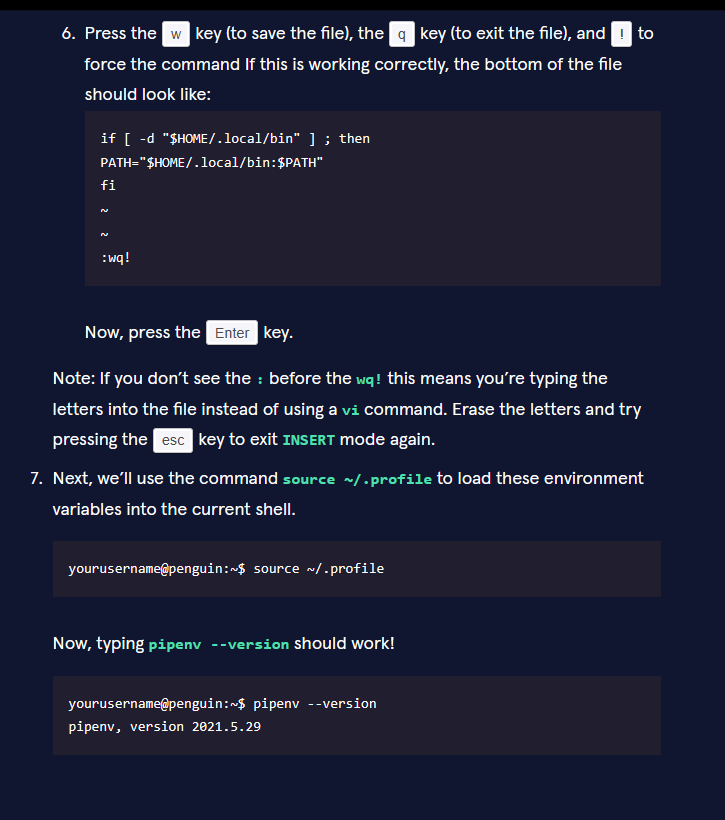 6. Press the w key (to save the file), the q key (to exit the file), and ! to
force the command If this is working correctly, the bottom of the file
should look like:
if [ -d "$HOME/.local/bin" ] ; then
PATH="$HOME/.local/bin:$PATH"
fi
~
~
:wq!
Now, press the Enter key.
Note: If you don’t see the : before the wq! this means you’re typing the
letters into the file instead of using a vi command. Erase the letters and try
pressing the esc key to exit INSERT mode again.
7. Next, we’ll use the command source ~/.profile to load these environment
variables into the current shell.
yourusername@penguin:~$ source ~/.profile
Now, typing pipenv --version should work!
yourusername@penguin:~$ pipenv --version
pipenv, version 2021.5.29